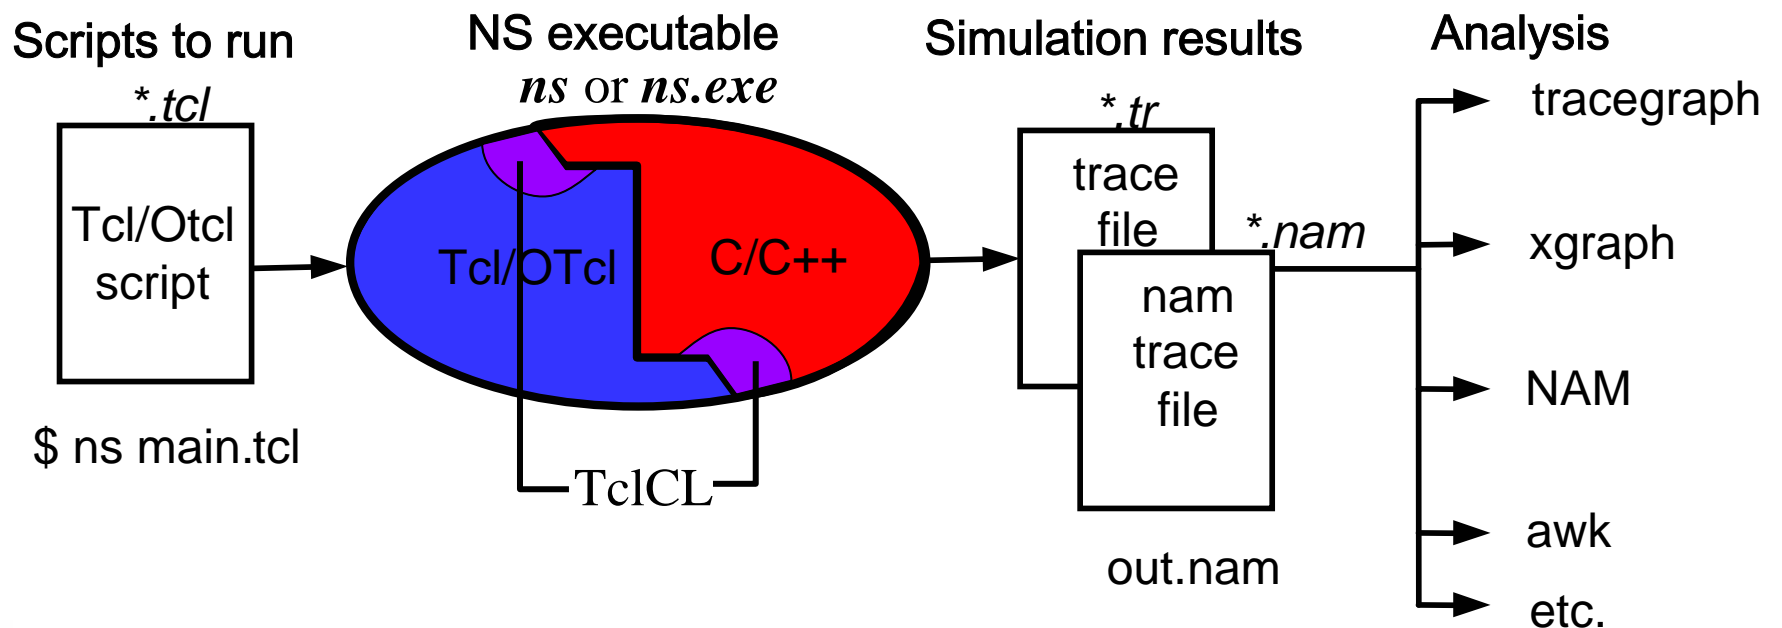 Scripts to run
*.tcl
Tcl/Otcl
script
$ ns main.tcl
NS executable
ns or ns.exe
Tcl/OTcl
C/C++
TclCL
Simulation results
*.tr
trace
file
*.nam
nam
trace
file
out.nam
Analysis
tracegraph
xgraph
NAM
awk
etc.